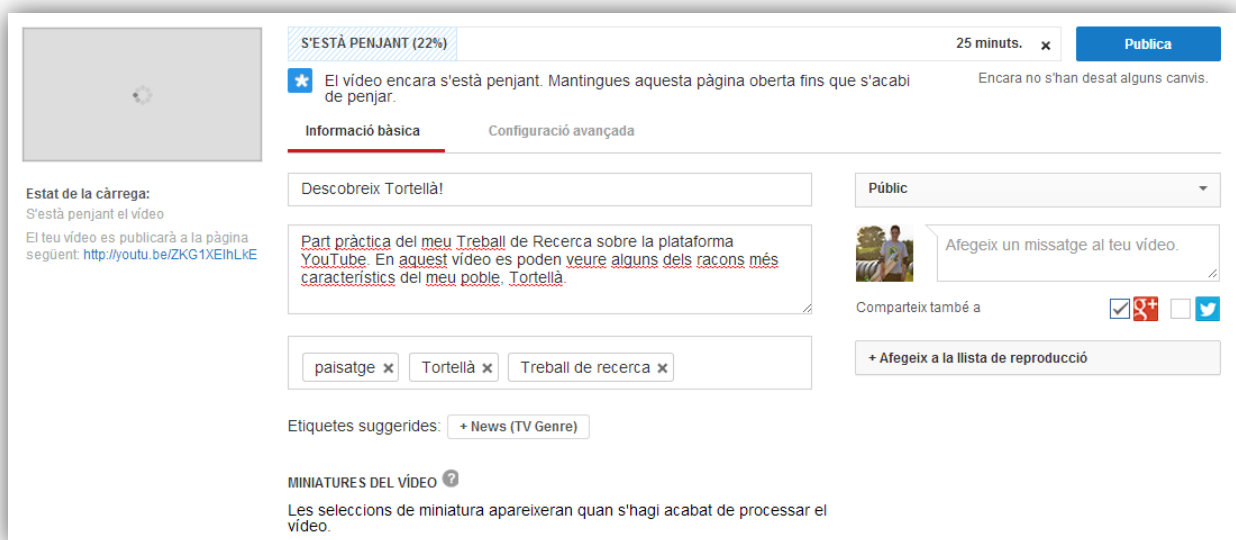 S'ESTÀ PENJANT (22%)
25 minuts. x
Publica
El vídeo encara s'està penjant. Mantingues aquesta pàgina oberta fins que s'acabi
de penjar.
Encara no s'han desat alguns canvis.
Informació bàsica
Configuració avançada
Estat de la càrrega:
S'està penjant el vídeo
El teu vídeo es publicarà a la pàgina
següent: http://youtu.be/ZKG1XEIhLkE
Descobreix Tortellà!
Part pràctica del meu Treball de Recerca sobre la plataforma
YouTube. En aquest vídeo es poden veure alguns dels racons més
característics del meu poble, Tortellà.
paisatge x Tortellà x Treball de recerca x
Etiquetes suggerides: + News (TV Genre)
MINIATURES DEL VÍDEO ?
Les seleccions de miniatura apareixeran quan s'hagi acabat de processar el
vídeo.
Públic
Afegeix un missatge al teu vídeo.
Comparteix també a g+
+ Afegeix a la llista de reproducció